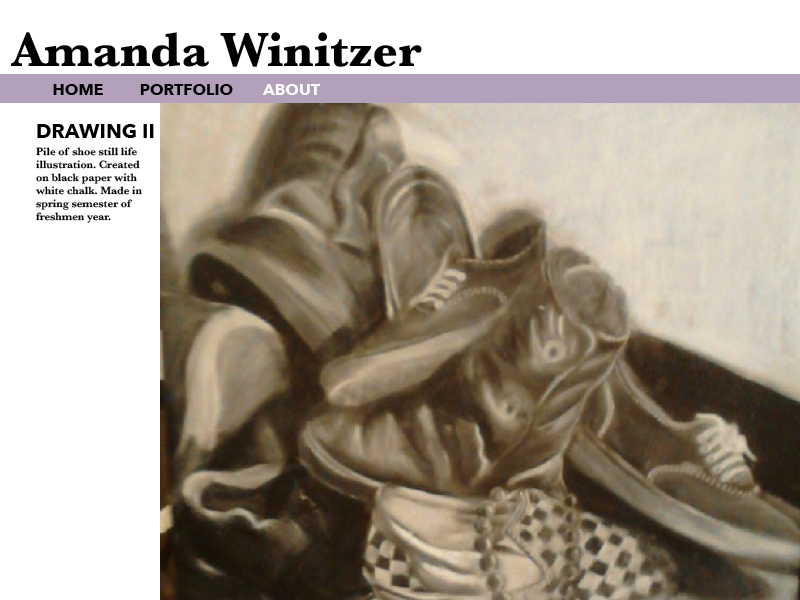 Amanda Winitzer
HOME PORTFOLIO ABOUT
DRAWING II
Pile of shoe still life
illustration. Created
on black paper with
white chalk. Made in
spring semester of
freshmen year.